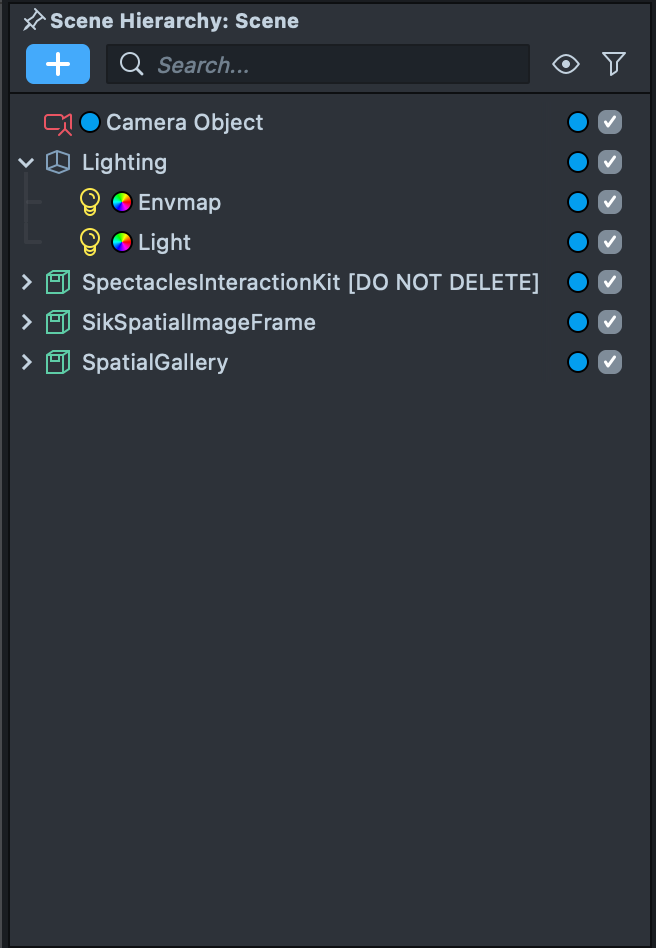 Scene Hierarchy: Scene
Search...
Camera Object
Lighting
Envmap
Light
SpectaclesInteractionKit [DO NOT DELETE]
SikSpatialImageFrame
SpatialGallery